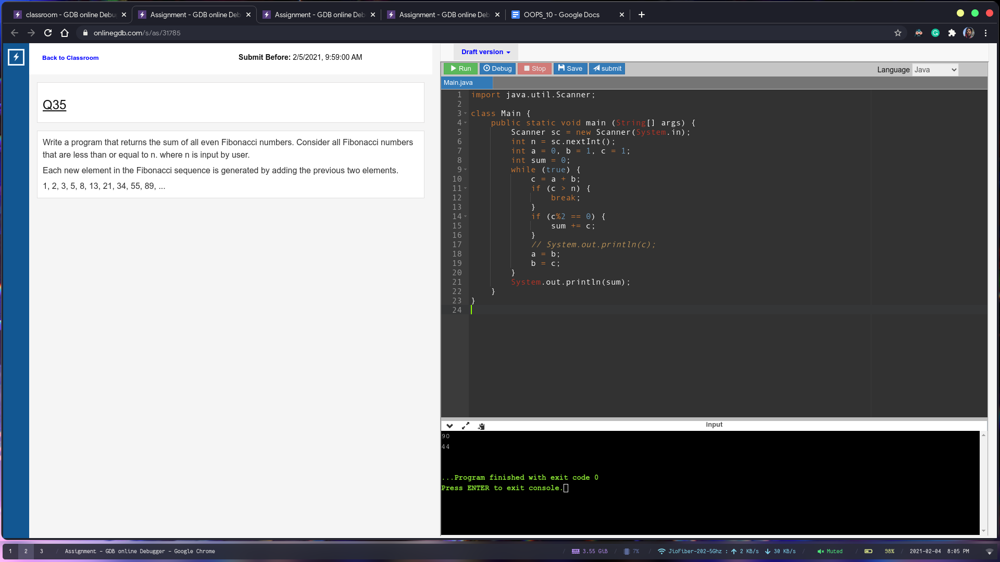 classroom - GDB online Debu
Assignment - GDB online Deb
Assignment - GDB online Deb
Assignment - GDB online Deb
OOPS_10 - Google Docs
onlinegdb.com/s/as/31785
Back to Classroom
Submit Before: 2/5/2021, 9:59:00 AM
Q35
Write a program that returns the sum of all even Fibonacci numbers. Consider all Fibonacci numbers
that are less than or equal to n. where n is input by user.
Each new element in the Fibonacci sequence is generated by adding the previous two elements.
1, 2, 3, 5, 8, 13, 21, 34, 55, 89, ...
Draft version
Run Debug Stop Save submit
Language Java
Main.java
1 import java.util.Scanner;
2
3 class Main {
4 public static void main (String[] args) {
5 Scanner sc = new Scanner(System.in);
6 int n = sc.nextInt();
7 int a = 0, b = 1, c = 1;
8 int sum = 0;
9 while (true) {
10 c = a + b;
11 if (c > n) {
12 break;
13 }
14 if (c%2 == 0) {
15 sum += c;
16 }
17 // System.out.println(c);
18 a = b;
19 b = c;
20 }
21 System.out.println(sum);
22 }
23 }
24
input
90
44
...Program finished with exit code 0
Press ENTER to exit console.
1 2 3 / Assignment - GDB online Debugger - Google Chrome
/ 3.55 GiB / 7% / JioFiber-202-5Ghz : 2 KB/s 30 KB/s / Muted / 98% / 2021-02-04 8:05 PM